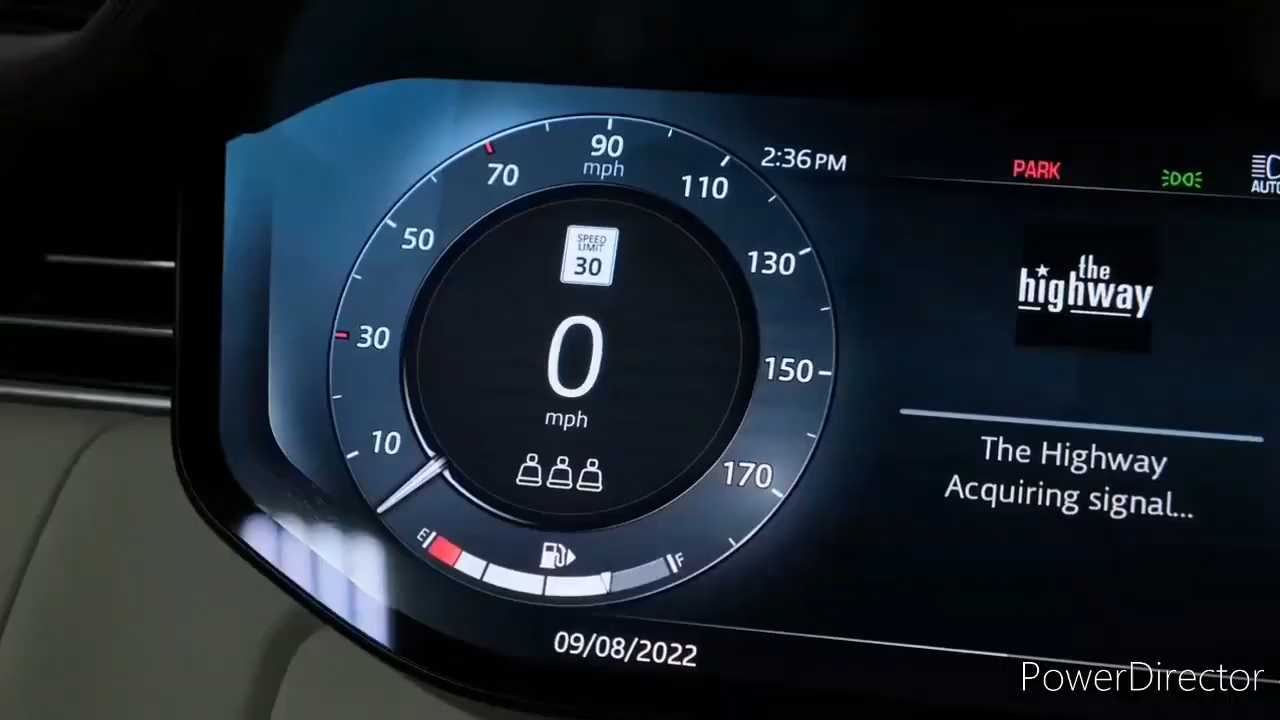 90
mph
70
110
50
130
30
150
10
170
2:36 PM
SPEED
LIMIT
30
0
mph
E
F
09/08/2022
PARK
AUTO
the
highway
The Highway
Acquiring signal...
PowerDirector